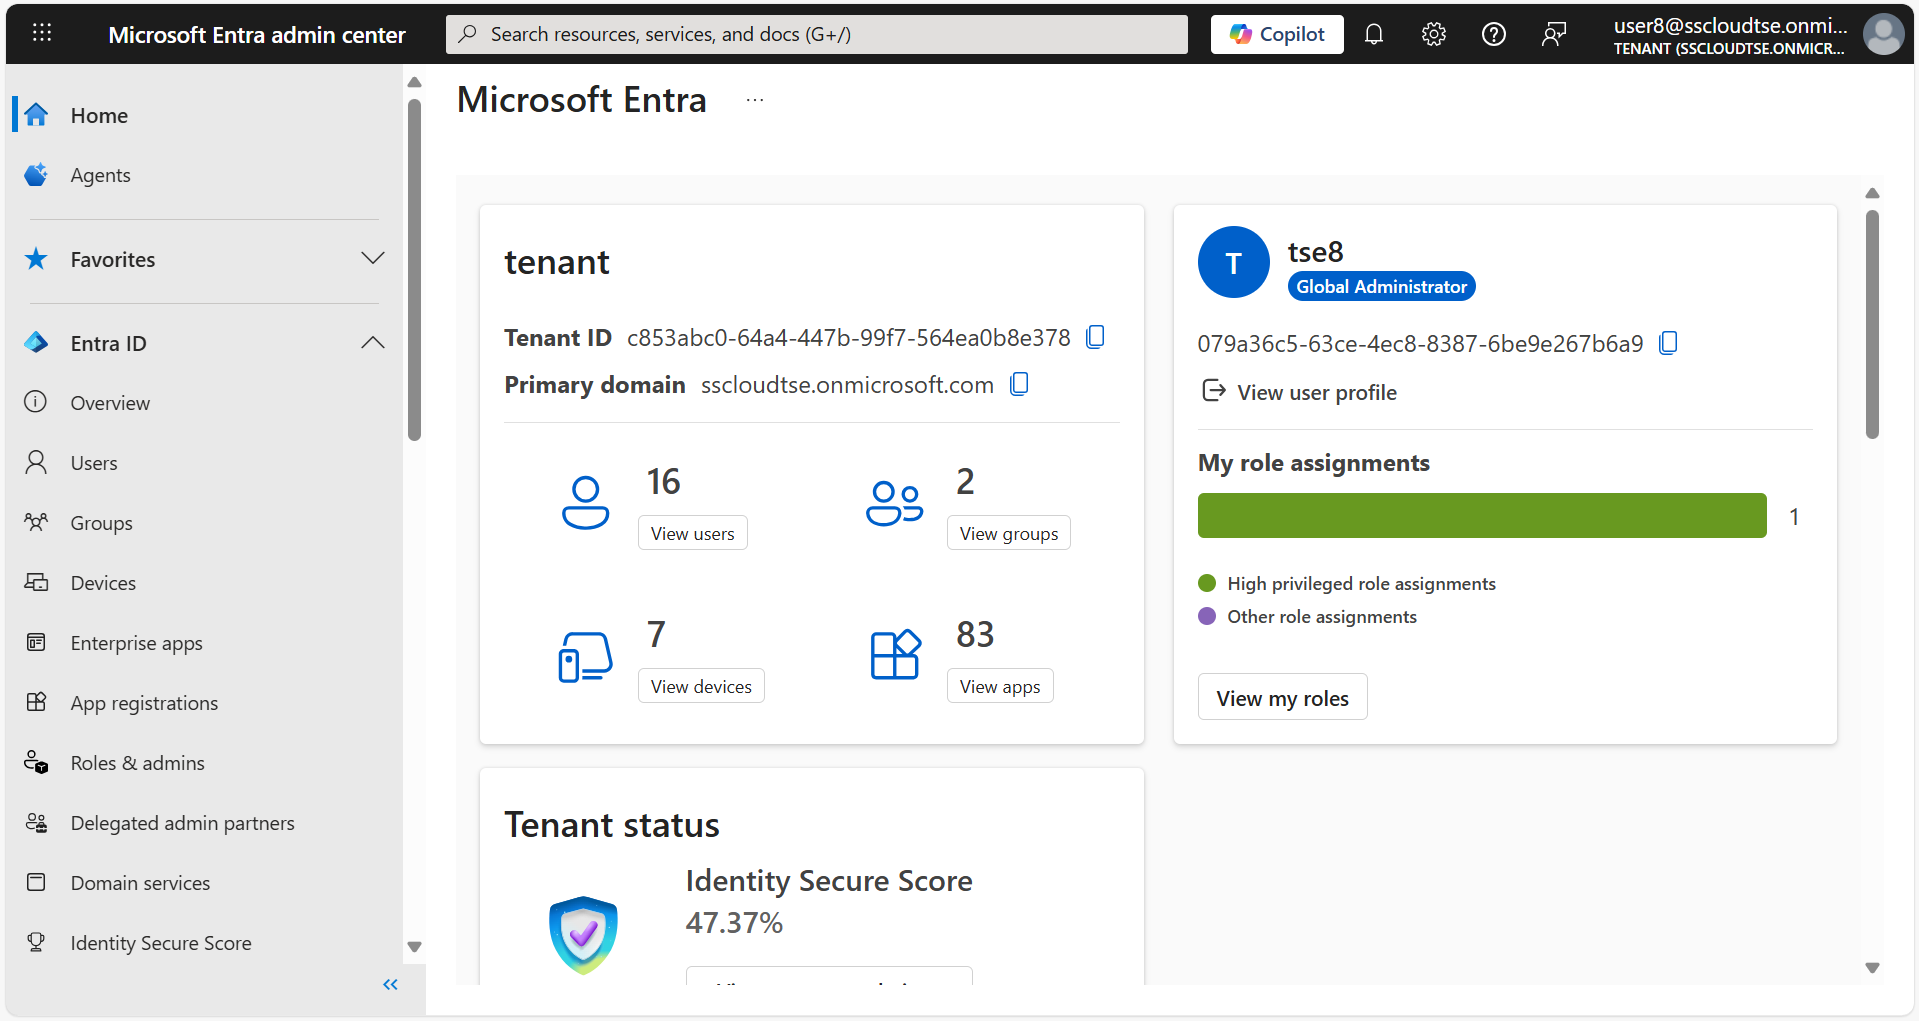 Microsoft Entra admin center
Search resources, services, and docs (G+/)
Copilot
user8@sscloudtse.onmi...
TENANT (SSCLOUDTSE.ONMICR...
Home
Agents
Favorites
Entra ID
Overview
Users
Groups
Devices
Enterprise apps
App registrations
Roles & admins
Delegated admin partners
Domain services
Identity Secure Score
Microsoft Entra ...
tenant
Tenant ID c853abc0-64a4-447b-99f7-564ea0b8e378
Primary domain sscloudtse.onmicrosoft.com
16
View users
2
View groups
7
View devices
83
View apps
T
tse8
Global Administrator
079a36c5-63ce-4ec8-8387-6be9e267b6a9
View user profile
My role assignments
1
High privileged role assignments
Other role assignments
View my roles
Tenant status
Identity Secure Score
47.37%